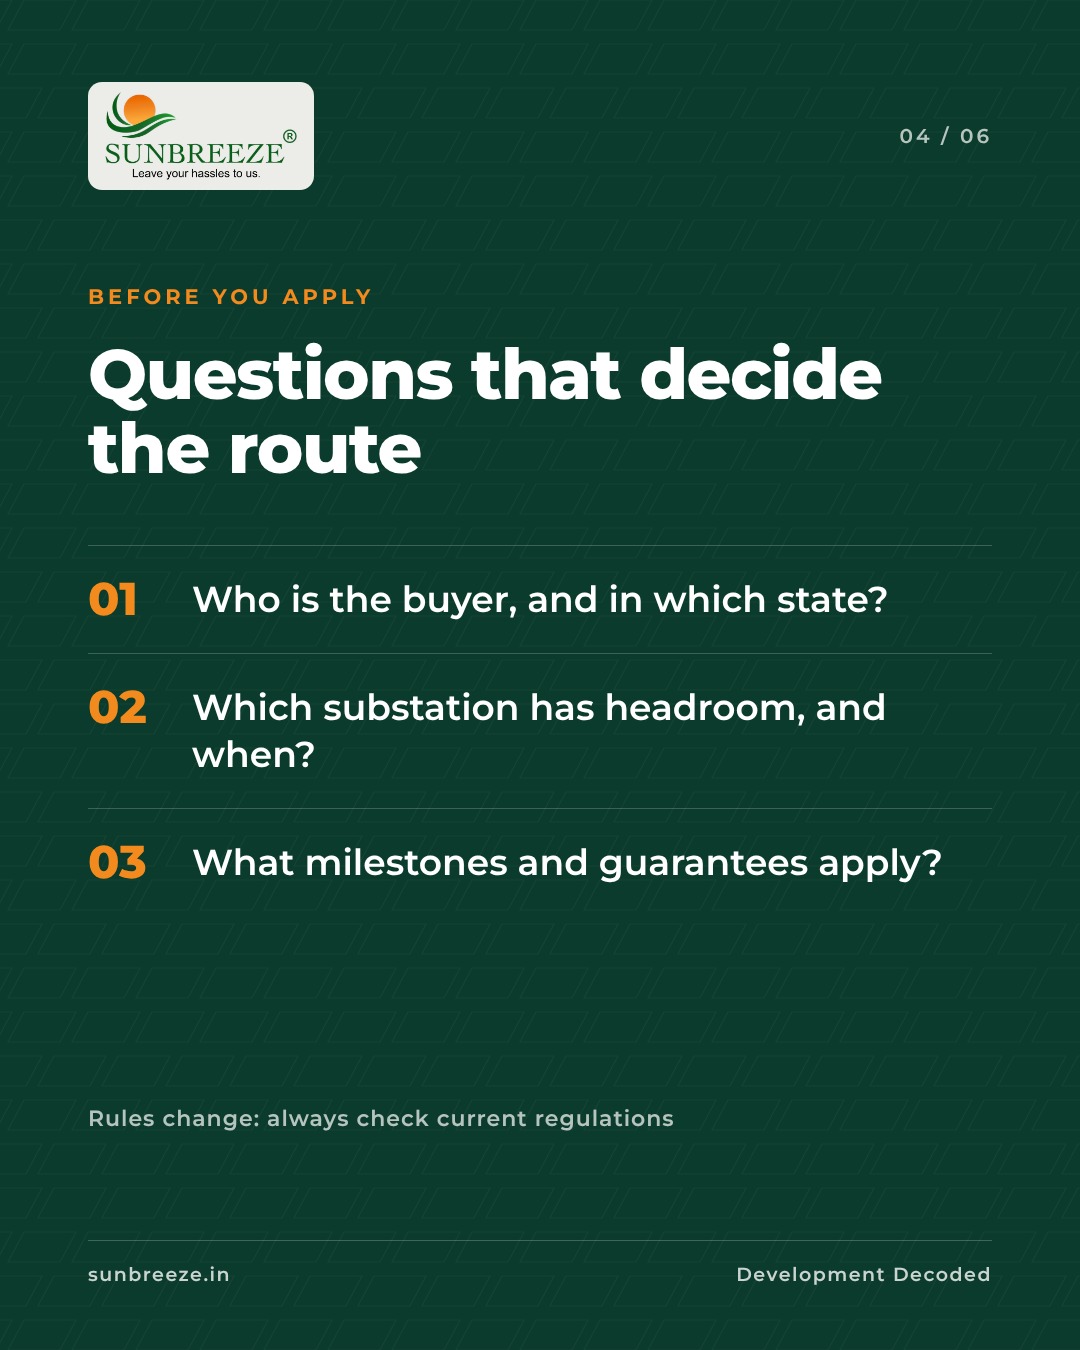 SUNBREEZE®
Leave your hassles to us.
04 / 06
BEFORE YOU APPLY
Questions that decide
the route
01 Who is the buyer, and in which state?
02 Which substation has headroom, and
when?
03 What milestones and guarantees apply?
Rules change: always check current regulations
sunbreeze.in
Development Decoded